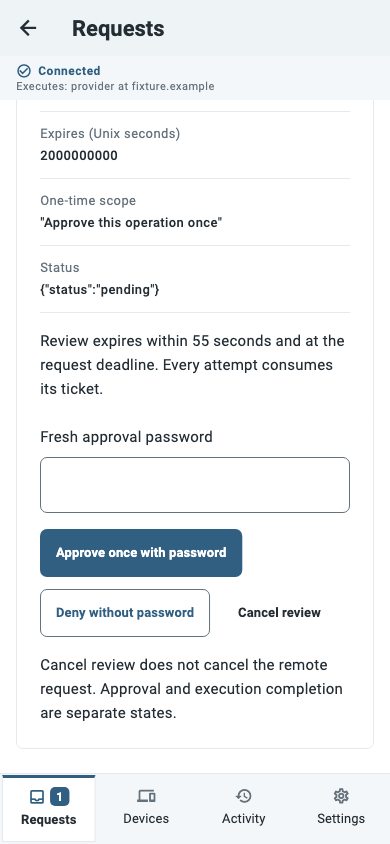 Requests
Connected
Executes: provider at fixture.example
Expires (Unix seconds)
2000000000
One-time scope
"Approve this operation once"
Status
{"status":"pending"}
Review expires within 55 seconds and at the
request deadline. Every attempt consumes
its ticket.
Fresh approval password
Approve once with password
Deny without password
Cancel review
Cancel review does not cancel the remote
request. Approval and execution completion
are separate states.
1
Requests
Devices
Activity
Settings